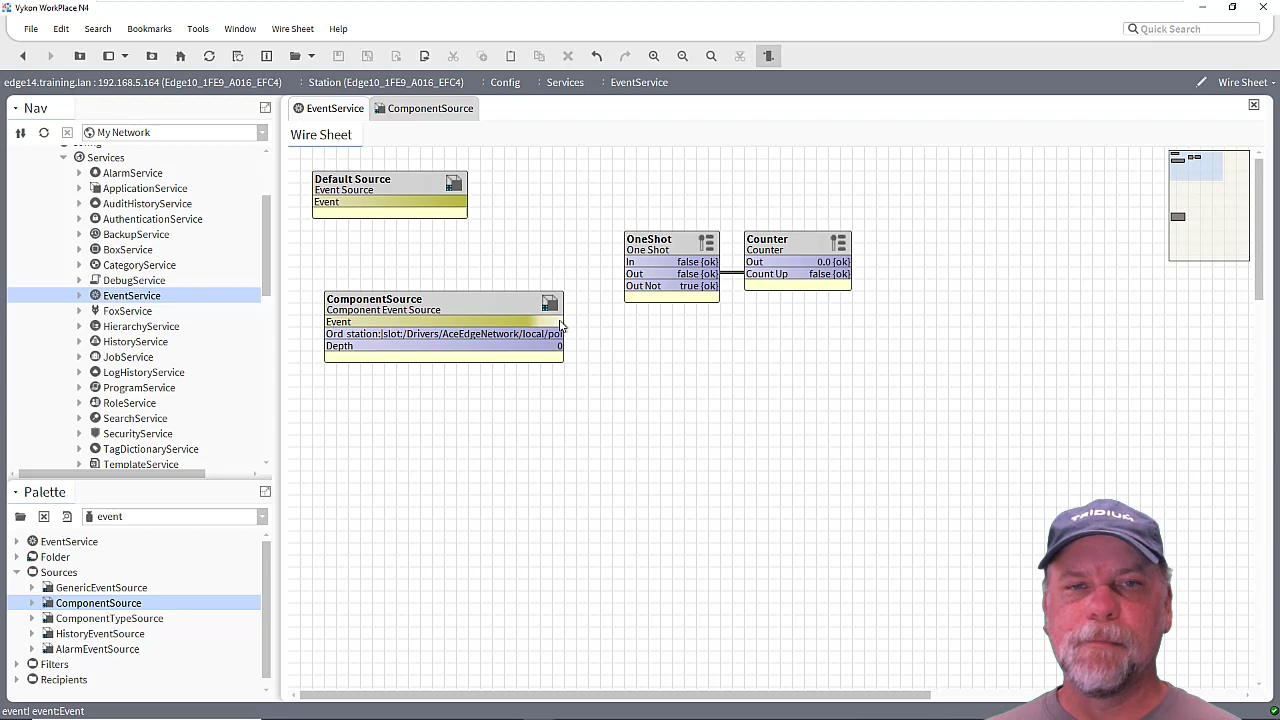 Vykon WorkPlace N4
File Edit Search Bookmarks Tools Window Wire Sheet Help
Quick Search
edge14.training.lan : 192.168.5.164 (Edge10_1FE9_A016_EFC4) Station (Edge10_1FE9_A016_EFC4) Config Services EventService Wire Sheet
Nav
My Network
Config
Services
AlarmService
ApplicationService
AuditHistoryService
AuthenticationService
BackupService
BoxService
CategoryService
DebugService
EventService
FoxService
HierarchyService
HistoryService
JobService
LogHistoryService
ProgramService
RoleService
SearchService
SecurityService
TagDictionaryService
TemplateService
Palette
event
EventService
Folder
Sources
GenericEventSource
ComponentSource
ComponentTypeSource
HistoryEventSource
AlarmEventSource
Filters
Recipients
EventService ComponentSource
Wire Sheet
Default Source
Event Source
Event
OneShot
One Shot
In false {ok}
Out false {ok}
Out Not true {ok}
Counter
Counter
Out 0.0 {ok}
Count Up false {ok}
ComponentSource
Component Event Source
Event
Ord station:|slot:/Drivers/AceEdgeNetwork/local/poi
Depth 0
TRIDIUM
event| event:Event